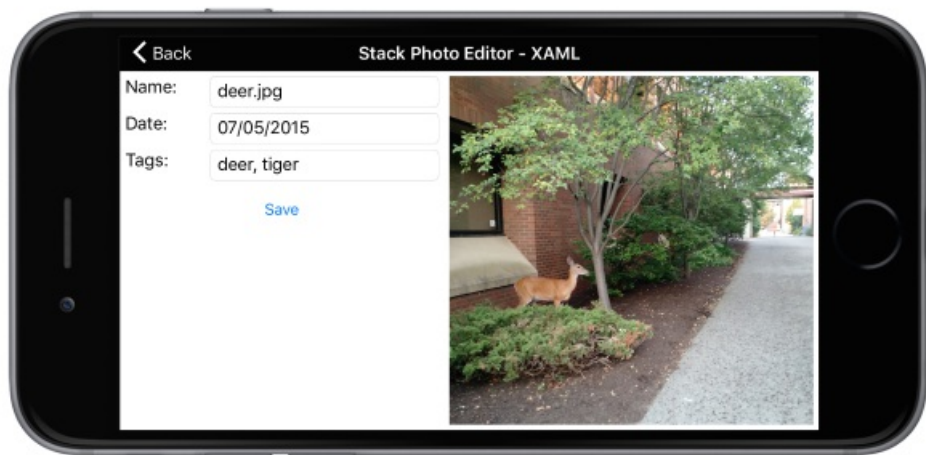 Back
Stack Photo Editor - XAML
Name:
deer.jpg
Date:
07/05/2015
Tags:
deer, tiger
Save